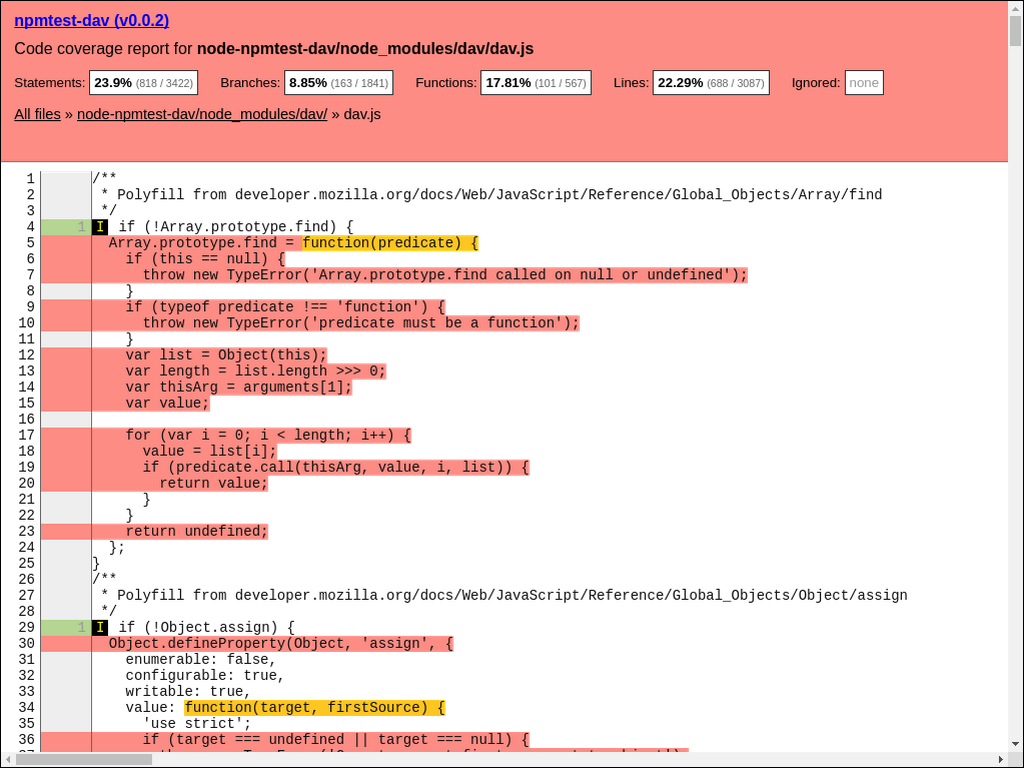 npmtest-dav (v0.0.2)
Code coverage report for node-npmtest-dav/node_modules/dav/dav.js
Statements: 23.9% (818 / 3422) Branches: 8.85% (163 / 1841) Functions: 17.81% (101 / 567) Lines: 22.29% (688 / 3087) Ignored: none
All files » node-npmtest-dav/node_modules/dav/ » dav.js
1 /**
2  * Polyfill from developer.mozilla.org/docs/Web/JavaScript/Reference/Global_Objects/Array/find
3  */
4 1 I if (!Array.prototype.find) {
5   Array.prototype.find = function(predicate) {
6     if (this == null) {
7       throw new TypeError('Array.prototype.find called on null or undefined');
8     }
9     if (typeof predicate !== 'function') {
10       throw new TypeError('predicate must be a function');
11     }
12     var list = Object(this);
13     var length = list.length >>> 0;
14     var thisArg = arguments[1];
15     var value;
16
17     for (var i = 0; i < length; i++) {
18       value = list[i];
19       if (predicate.call(thisArg, value, i, list)) {
20         return value;
21       }
22     }
23     return undefined;
24   };
25 }
26 /**
27  * Polyfill from developer.mozilla.org/docs/Web/JavaScript/Reference/Global_Objects/Object/assign
28  */
29 1 I if (!Object.assign) {
30   Object.defineProperty(Object, 'assign', {
31     enumerable: false,
32     configurable: true,
33     writable: true,
34     value: function(target, firstSource) {
35       'use strict';
36       if (target === undefined || target === null) {